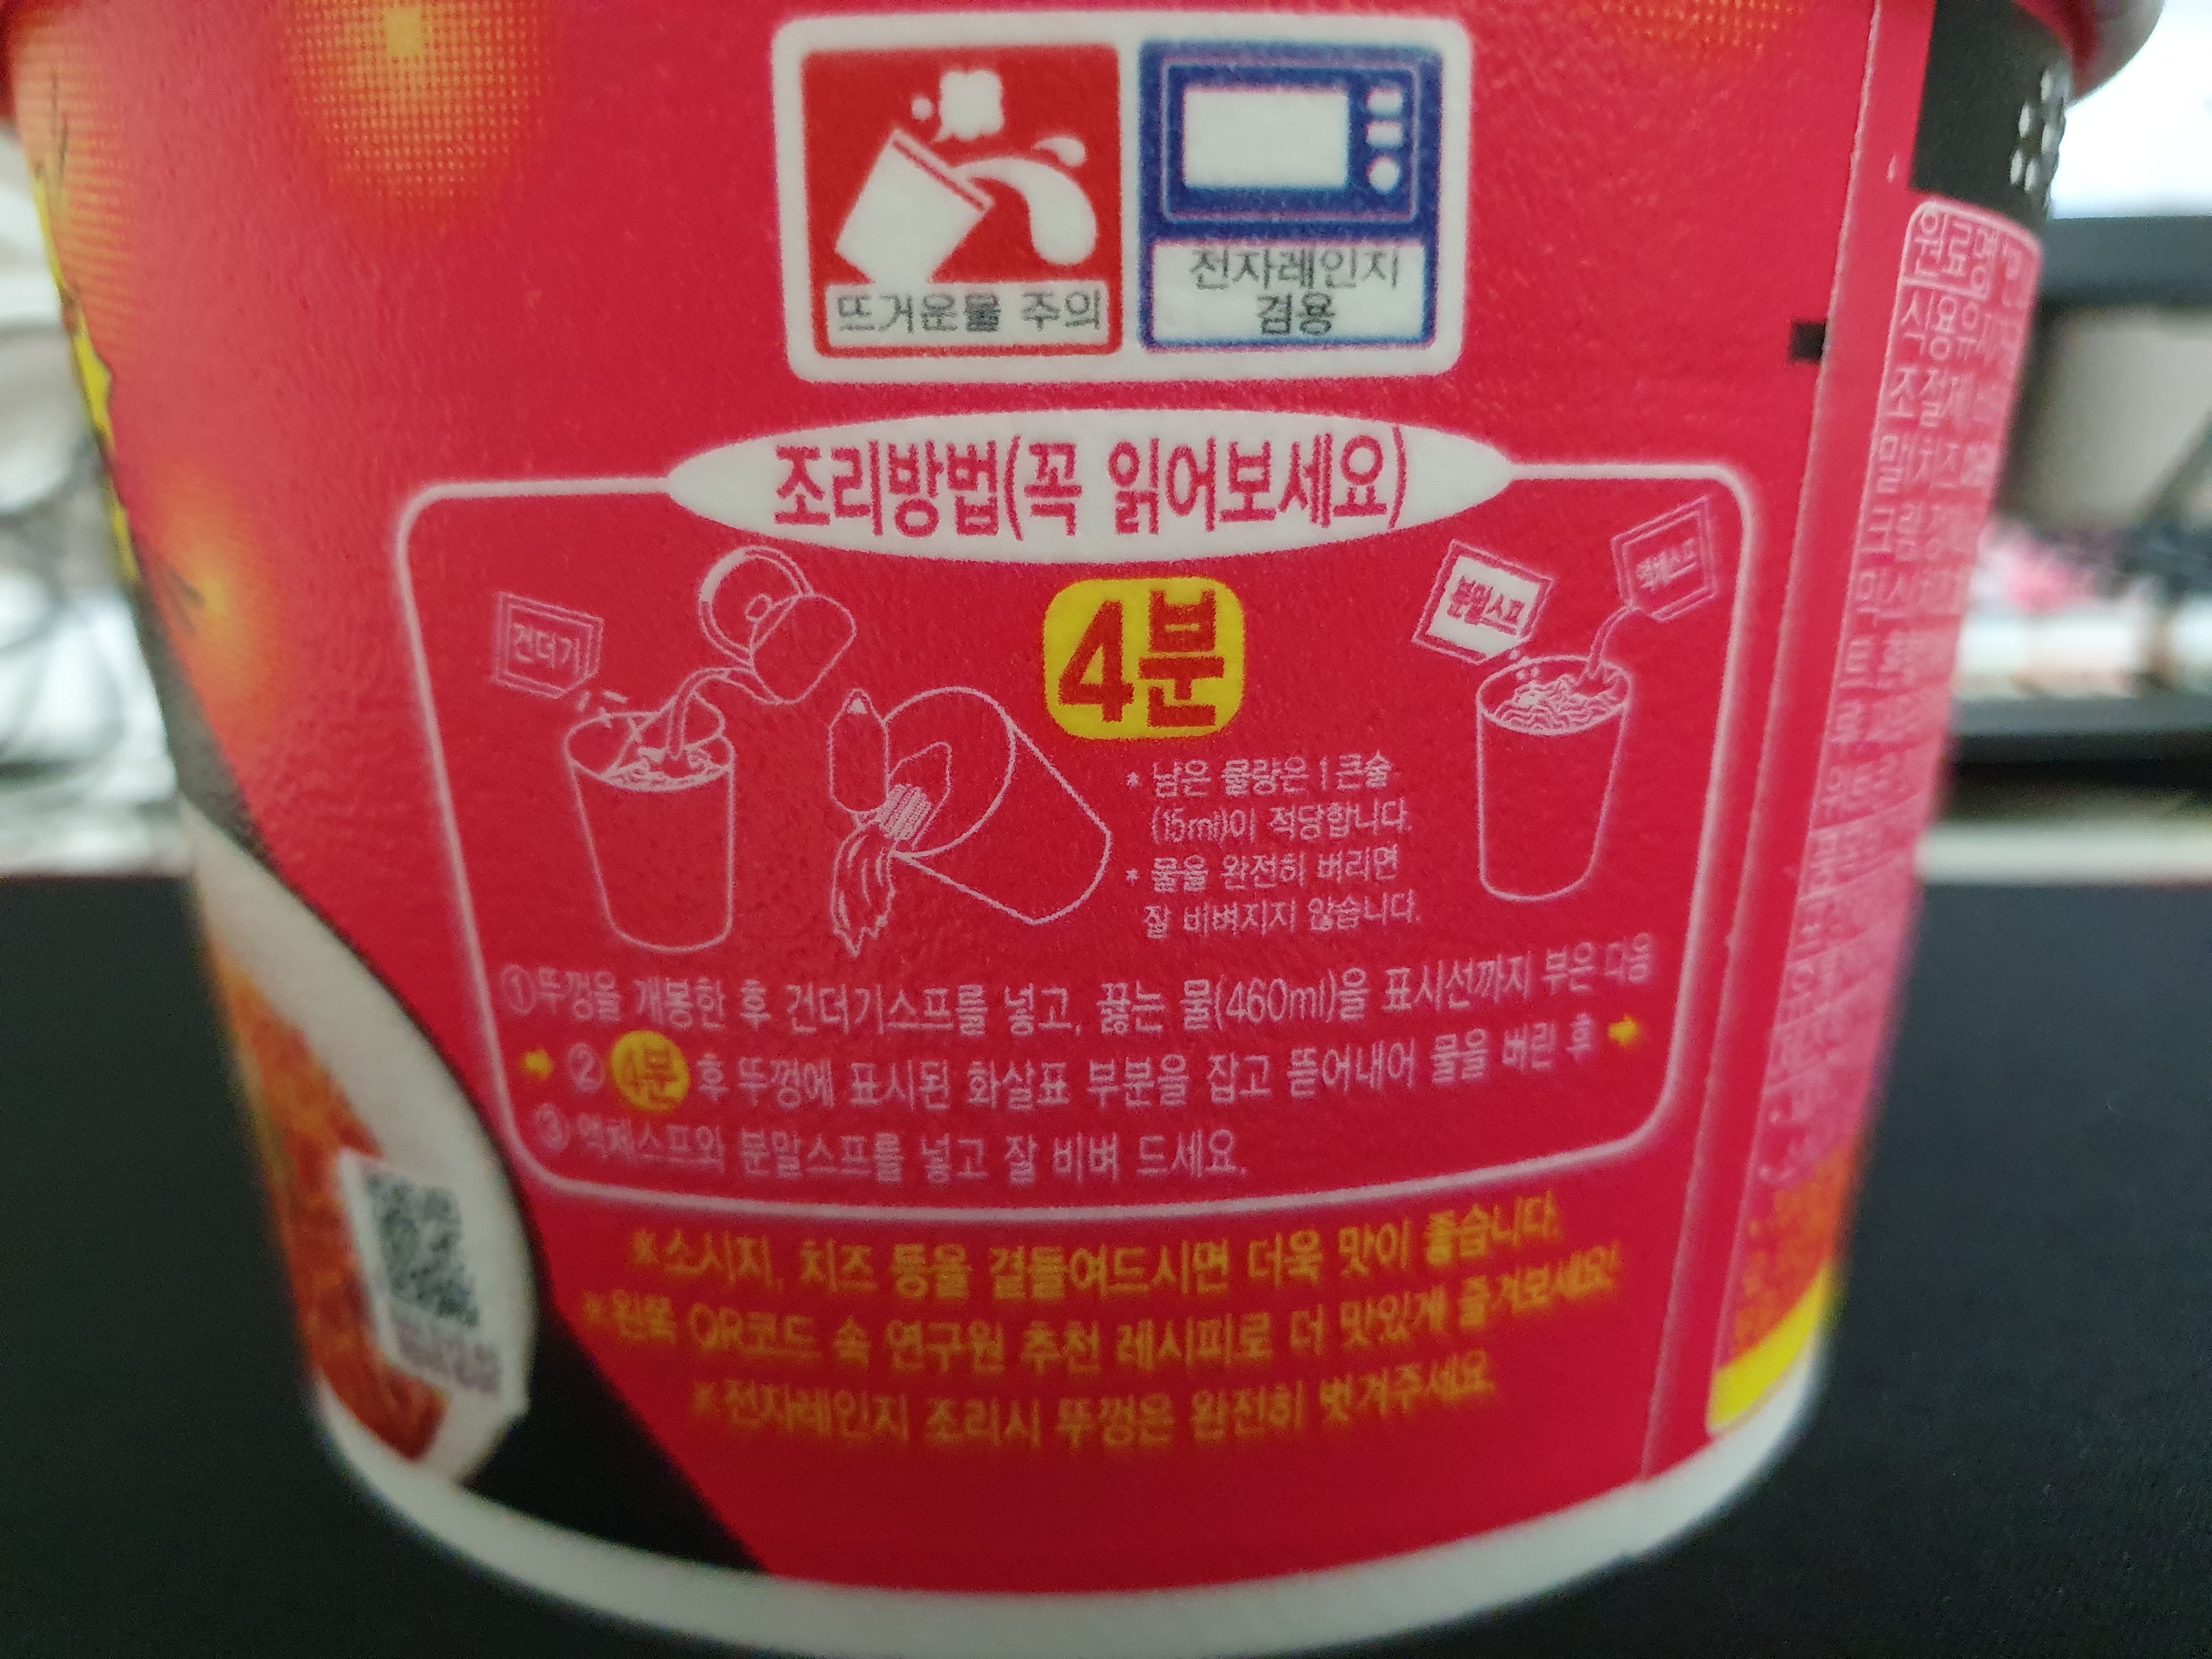 뜨거운물 주의
전자레인지
겸용
조리방법(꼭 읽어보세요)
건더기
4분
분말스프
액체스프
* 남은 물량은 1큰술
(15ml)이 적당합니다.
* 물을 완전히 버리면
잘 비벼지지 않습니다.
①뚜껑을 개봉한 후 건더기스프를 넣고, 끓는 물(460ml)을 표시선까지 부은 다음
➡ ② 4분 후 뚜껑에 표시된 화살표 부분을 잡고 뜯어내어 물을 버린 후 ➡
③ 액체스프와 분말스프를 넣고 잘 비벼 드세요.
※소시지, 치즈 등을 곁들여드시면 더욱 맛이 좋습니다.
※왼쪽 QR코드 속 연구원 추천 레시피로 더 맛있게 즐겨보세요!
※전자레인지 조리시 뚜껑은 완전히 벗겨주세요.
원료명
식용유
조절제